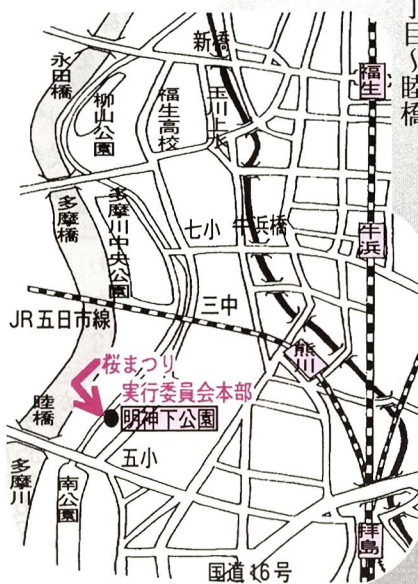 丁目〜睦橋
新橋
永田橋
柳山公園
福生高校
玉川上水
福生
多摩橋
多摩川中央公園
七小
牛浜橋
牛浜
三中
JR五日市線
熊川
桜まつり
実行委員会本部
明神下公園
睦橋
五小
多摩川
南公園
拝島
国道16号